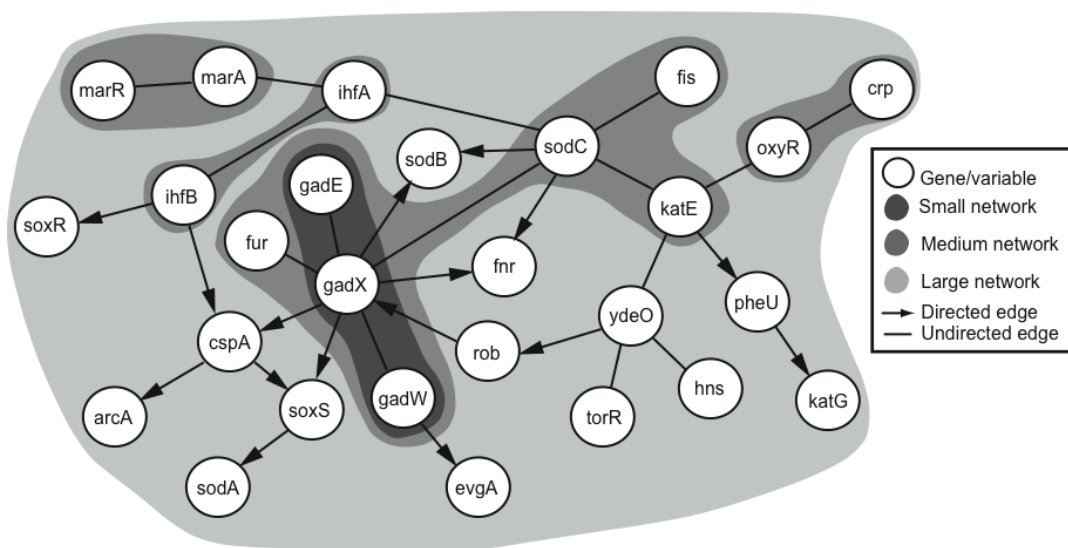 marR
marA
ihfA
fis
crp
sodC
oxyR
sodB
gadE
ihfB
katE
soxR
fur
fnr
gadX
pheU
ydeO
cspA
rob
hns
gadW
katG
arcA
soxS
torR
sodA
evgA
Gene/variable
Small network
Medium network
Large network
Directed edge
Undirected edge